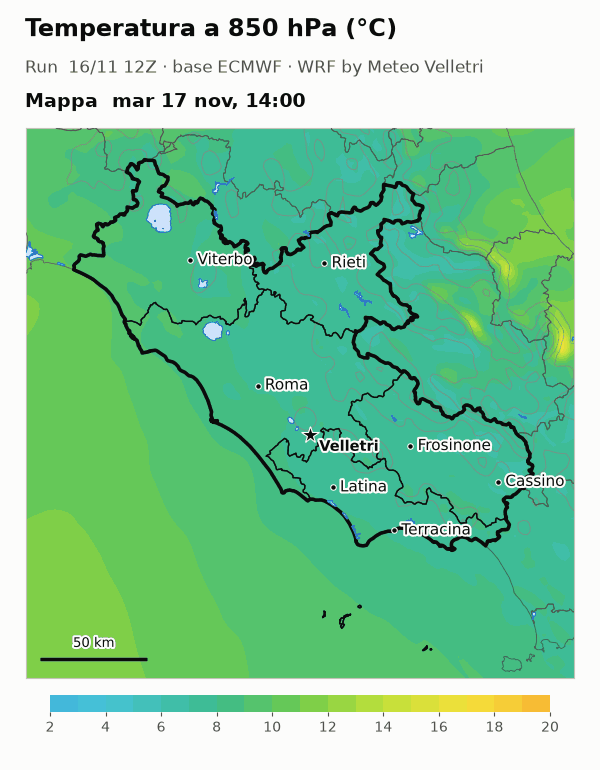 Temperatura a 850 hPa (°C)
Run  16/11 12Z · base ECMWF · WRF by Meteo Velletri
Mappa  mar 17 nov, 14:00
Viterbo
Rieti
Roma
Velletri
Frosinone
Cassino
Latina
Terracina
50 km
2 4 6 8 10 12 14 16 18 20